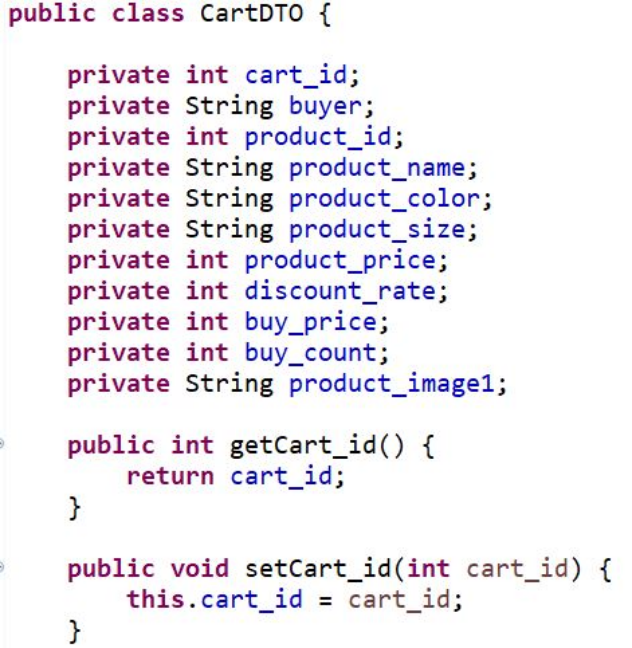 public class CartDTO {
private int cart_id;
private String buyer;
private int product_id;
private String product_name;
private String product_color;
private String product_size;
private int product_price;
private int discount_rate;
private int buy_price;
private int buy_count;
private String product_image1;
public int getCart_id() {
return cart_id;
}
public void setCart_id(int cart_id) {
this.cart_id = cart_id;
}